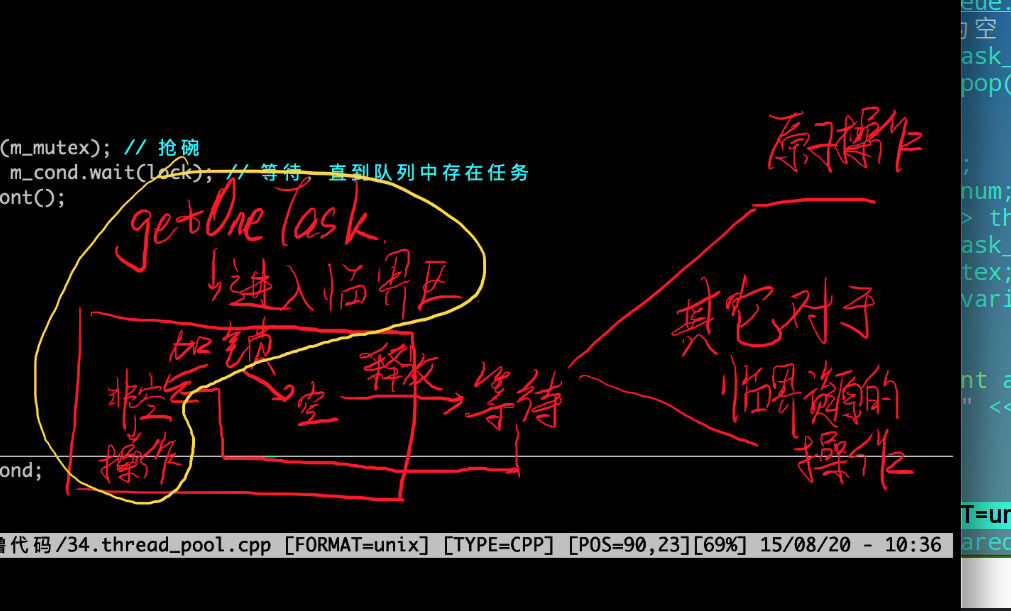 (m_mutex); // 抢碗
m_cond.wait(lock); // 等待, 直到队列中存在任务
ont();
getOneTask
进入临界区
加锁
非空
操作
空
释放
等待
原子操作
其它对于
临界资源的
操作
ond;
代码/34.thread_pool.cpp [FORMAT=unix] [TYPE=CPP] [POS=90,23][69%] 15/08/20 - 10:36
eue.
的空
ask_
pop(
;
num;
> th
ask_
tex;
vari
nt a
" <<
T=un
ared